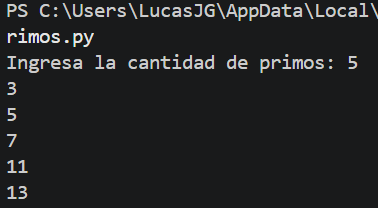 PS C:\Users\LucasJG\AppData\Local\
rimos.py
Ingresa la cantidad de primos: 5
3
5
7
11
13